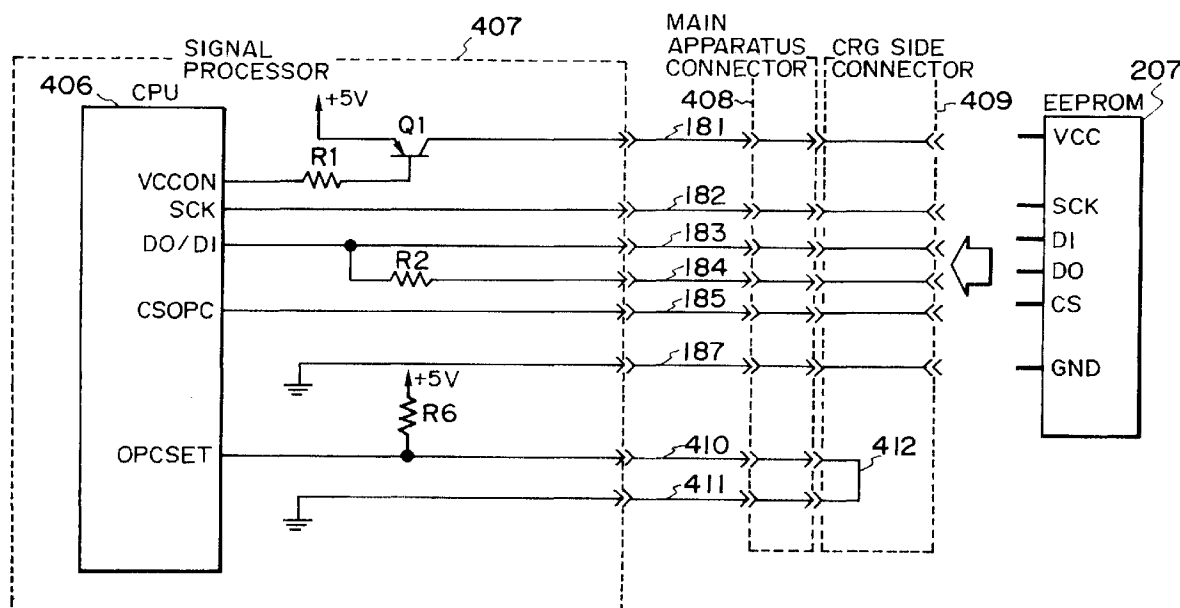 SIGNAL
PROCESSOR
407
MAIN
APPARATUS
CONNECTOR
CRG SIDE
CONNECTOR
207
406
CPU
408
409
EEPROM
+5V
Q1
181
VCC
R1
VCCON
SCK
182
SCK
DO/DI
183
DI
R2
184
DO
CSOPC
185
CS
187
GND
+5V
R6
OPCSET
410
412
411